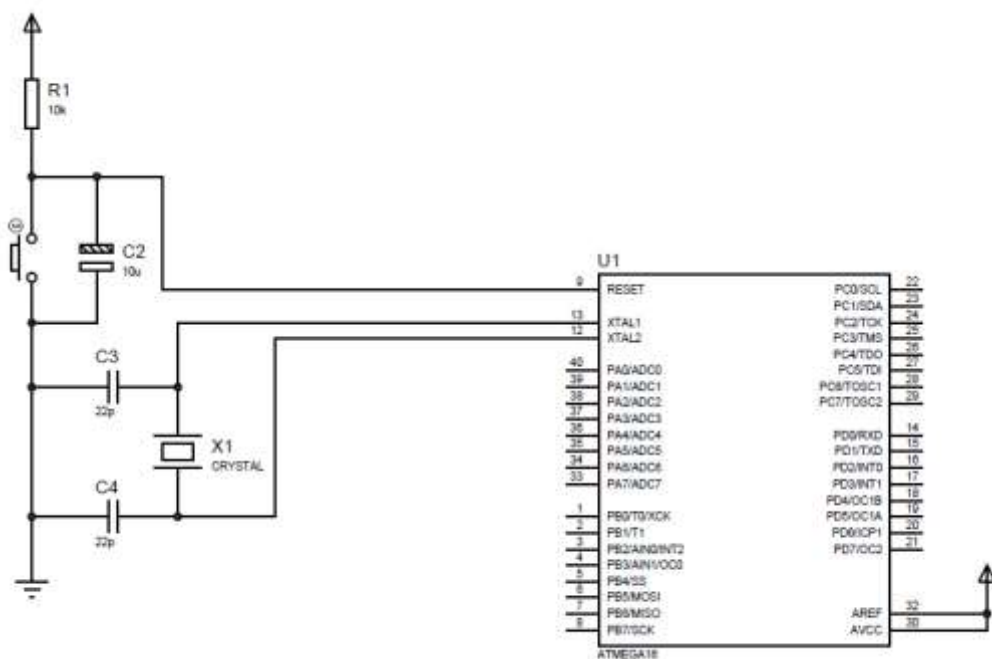 R1
10k
C2
10u
C3
22p
X1
CRYSTAL
C4
22p
U1
9 RESET
13 XTAL1
12 XTAL2
40 PA0/ADC0
39 PA1/ADC1
38 PA2/ADC2
37 PA3/ADC3
36 PA4/ADC4
35 PA5/ADC5
34 PA6/ADC6
33 PA7/ADC7
1 PB0/T0/XCK
2 PB1/T1
3 PB2/AIN0/INT2
4 PB3/AIN1/OC0
5 PB4/SS
6 PB5/MOSI
7 PB6/MISO
8 PB7/SCK
PC0/SCL 22
PC1/SDA 23
PC2/TCK 24
PC3/TMS 25
PC4/TDO 26
PC5/TDI 27
PC6/TOSC1 28
PC7/TOSC2 29
PD0/RXD 14
PD1/TXD 15
PD2/INT0 16
PD3/INT1 17
PD4/OC1B 18
PD5/OC1A 19
PD6/ICP1 20
PD7/OC2 21
AREF 32
AVCC 30
ATMEGA16